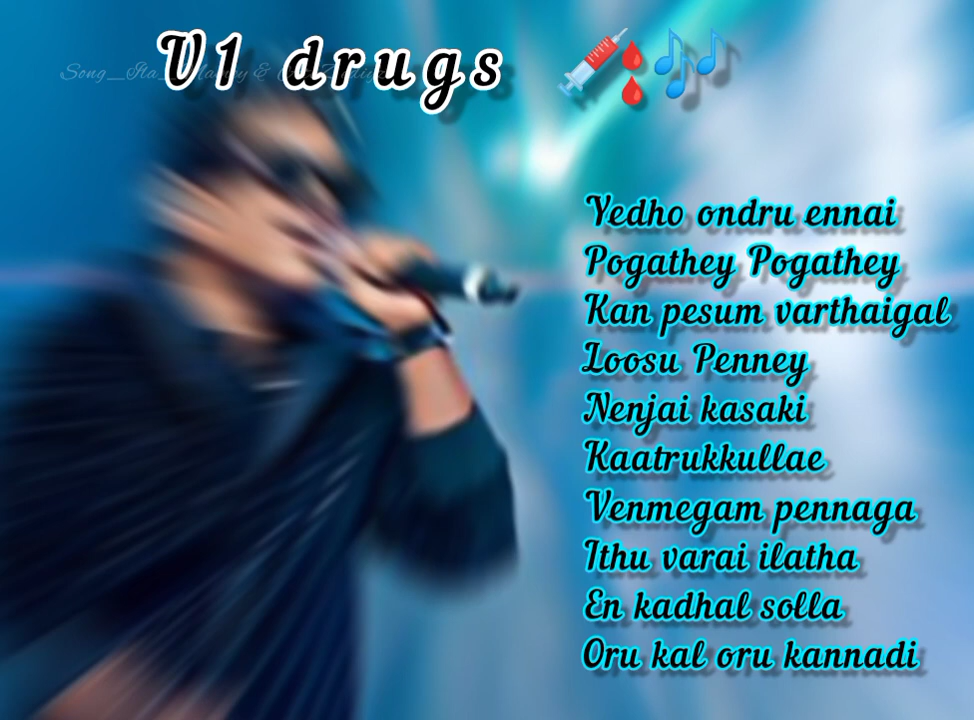 U1 drugs
Yedho ondru ennai
Pogathey Pogathey
Kan pesum varthaigal
Loosu Penney
Nenjai kasaki
Kaatrukkullae
Venmegam pennaga
Ithu varai ilatha
En kadhal solla
Oru kal oru kannadi